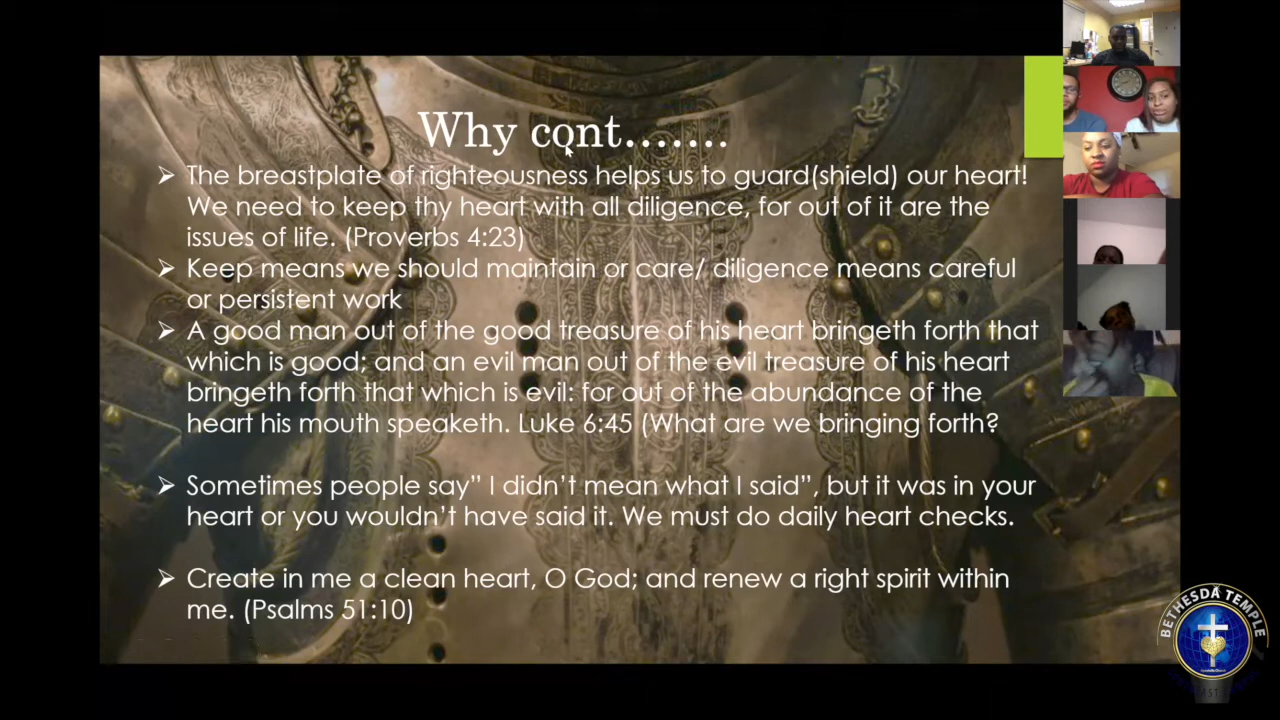 Why cont.......
➢ The breastplate of righteousness helps us to guard(shield) our heart!
We need to keep thy heart with all diligence, for out of it are the
issues of life. (Proverbs 4:23)
➢ Keep means we should maintain or care/ diligence means careful
or persistent work
➢ A good man out of the good treasure of his heart bringeth forth that
which is good; and an evil man out of the evil treasure of his heart
bringeth forth that which is evil: for out of the abundance of the
heart his mouth speaketh. Luke 6:45 (What are we bringing forth?
➢ Sometimes people say” I didn’t mean what I said”, but it was in your
heart or you wouldn’t have said it. We must do daily heart checks.
➢ Create in me a clean heart, O God; and renew a right spirit within
me. (Psalms 51:10)
BETHESDA TEMPLE